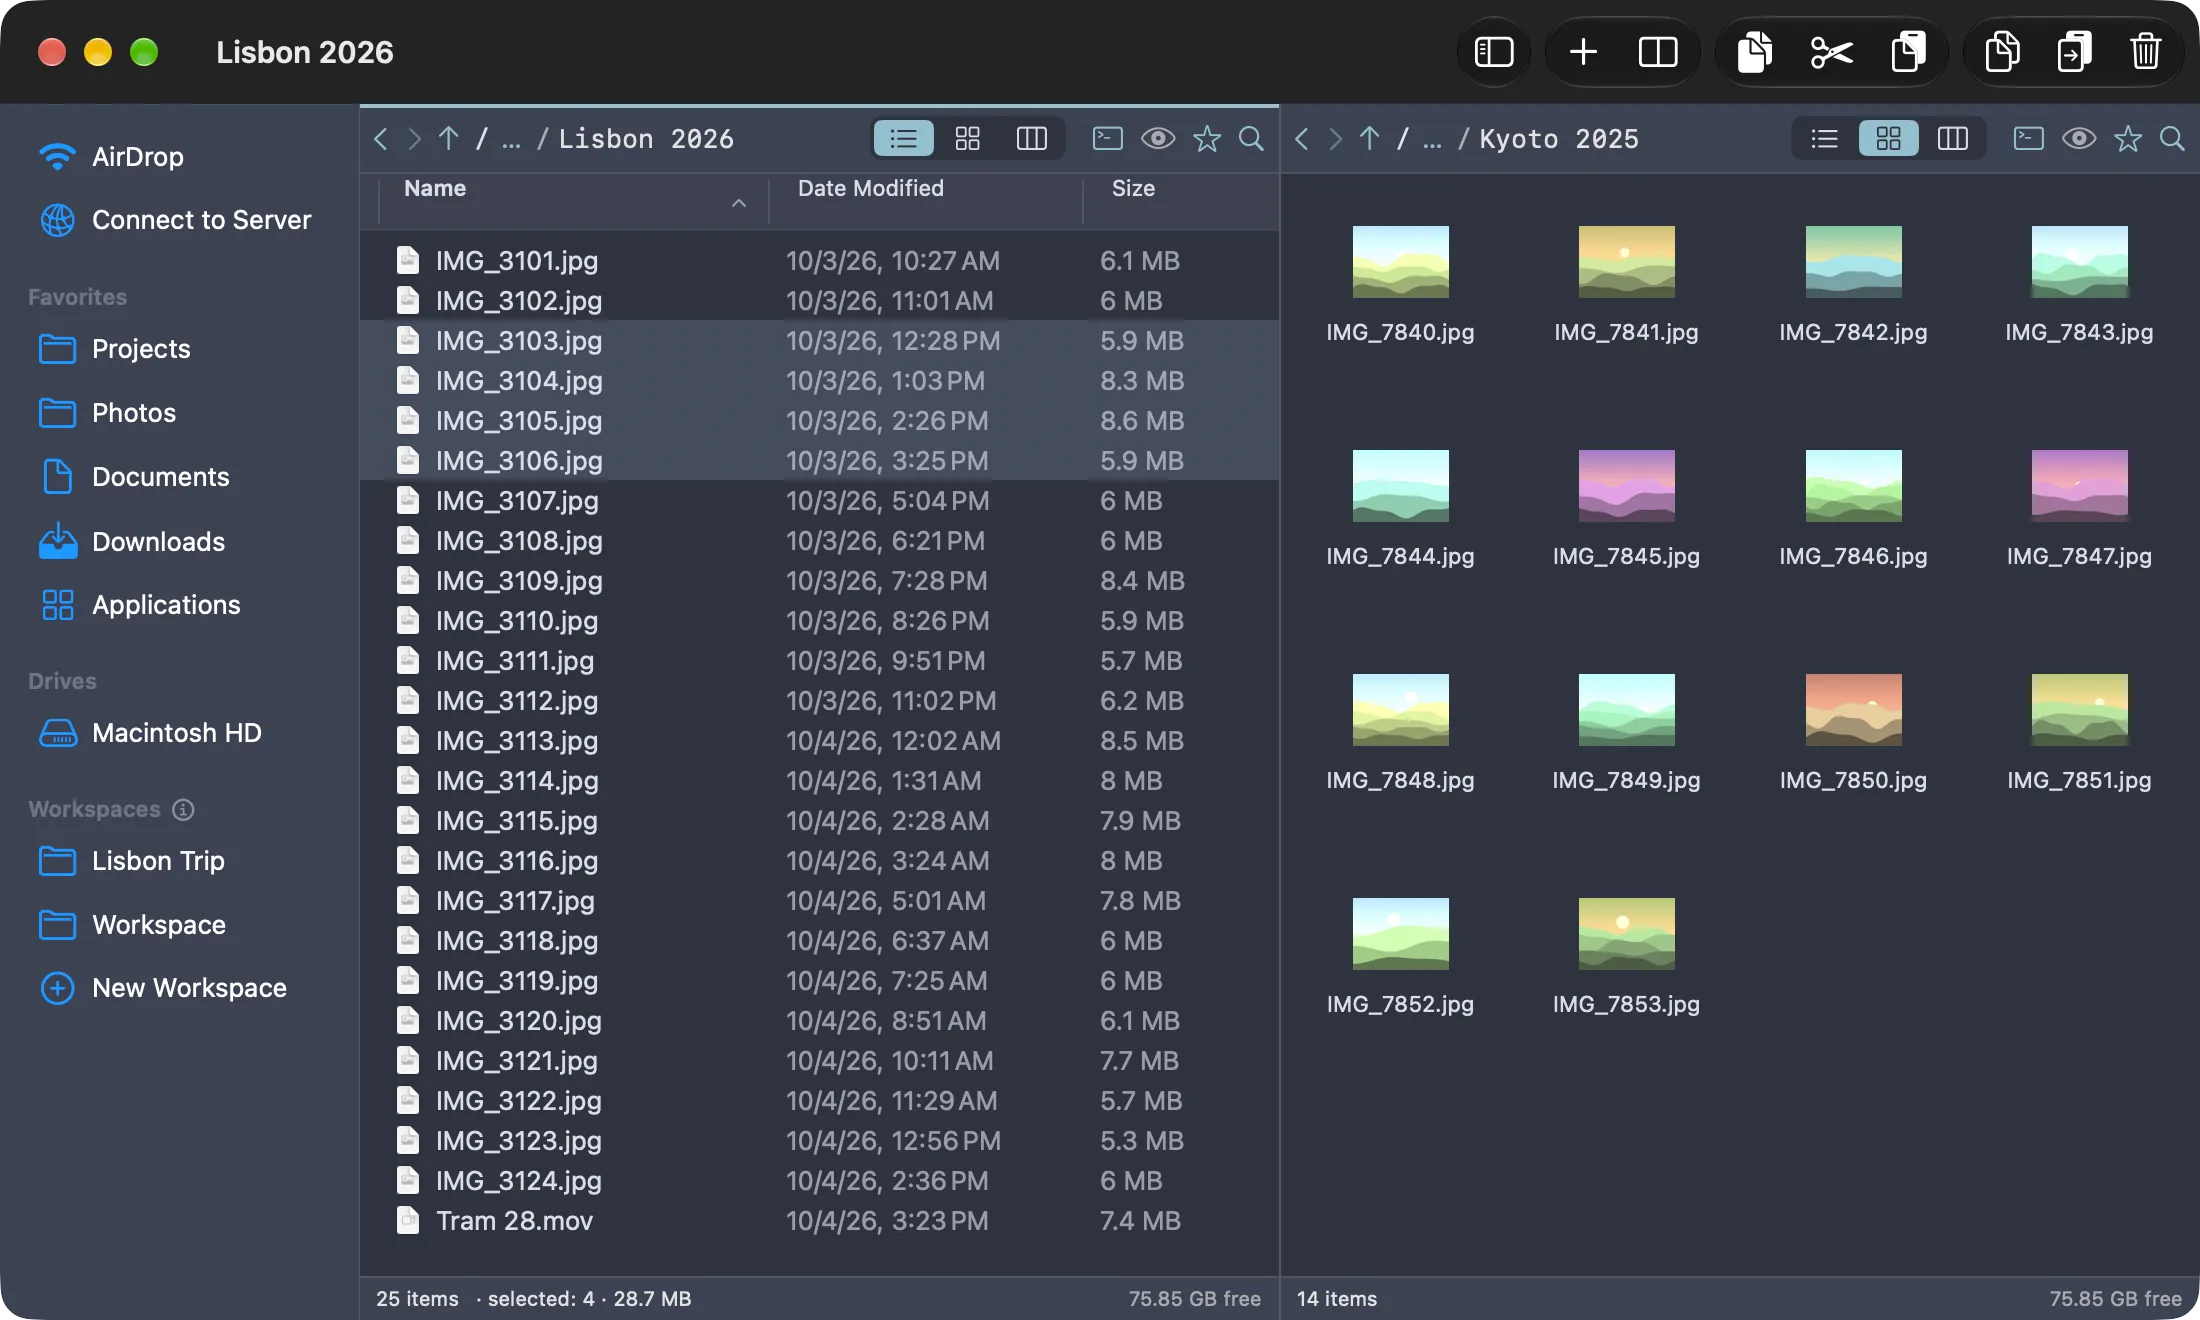 Lisbon 2026
AirDrop
Connect to Server
Favorites
Projects
Photos
Documents
Downloads
Applications
Drives
Macintosh HD
Workspaces
Lisbon Trip
Workspace
New Workspace
/ … / Lisbon 2026
Name Date Modified Size
IMG_3101.jpg 10/3/26, 10:27 AM 6.1 MB
IMG_3102.jpg 10/3/26, 11:01 AM 6 MB
IMG_3103.jpg 10/3/26, 12:28 PM 5.9 MB
IMG_3104.jpg 10/3/26, 1:03 PM 8.3 MB
IMG_3105.jpg 10/3/26, 2:26 PM 8.6 MB
IMG_3106.jpg 10/3/26, 3:25 PM 5.9 MB
IMG_3107.jpg 10/3/26, 5:04 PM 6 MB
IMG_3108.jpg 10/3/26, 6:21 PM 6 MB
IMG_3109.jpg 10/3/26, 7:28 PM 8.4 MB
IMG_3110.jpg 10/3/26, 8:26 PM 5.9 MB
IMG_3111.jpg 10/3/26, 9:51 PM 5.7 MB
IMG_3112.jpg 10/3/26, 11:02 PM 6.2 MB
IMG_3113.jpg 10/4/26, 12:02 AM 8.5 MB
IMG_3114.jpg 10/4/26, 1:31 AM 8 MB
IMG_3115.jpg 10/4/26, 2:28 AM 7.9 MB
IMG_3116.jpg 10/4/26, 3:24 AM 8 MB
IMG_3117.jpg 10/4/26, 5:01 AM 7.8 MB
IMG_3118.jpg 10/4/26, 6:37 AM 6 MB
IMG_3119.jpg 10/4/26, 7:25 AM 6 MB
IMG_3120.jpg 10/4/26, 8:51 AM 6.1 MB
IMG_3121.jpg 10/4/26, 10:11 AM 7.7 MB
IMG_3122.jpg 10/4/26, 11:29 AM 5.7 MB
IMG_3123.jpg 10/4/26, 12:56 PM 5.3 MB
IMG_3124.jpg 10/4/26, 2:36 PM 6 MB
Tram 28.mov 10/4/26, 3:23 PM 7.4 MB
25 items · selected: 4 · 28.7 MB 75.85 GB free
/ … / Kyoto 2025
IMG_7840.jpg IMG_7841.jpg IMG_7842.jpg IMG_7843.jpg
IMG_7844.jpg IMG_7845.jpg IMG_7846.jpg IMG_7847.jpg
IMG_7848.jpg IMG_7849.jpg IMG_7850.jpg IMG_7851.jpg
IMG_7852.jpg IMG_7853.jpg
14 items 75.85 GB free